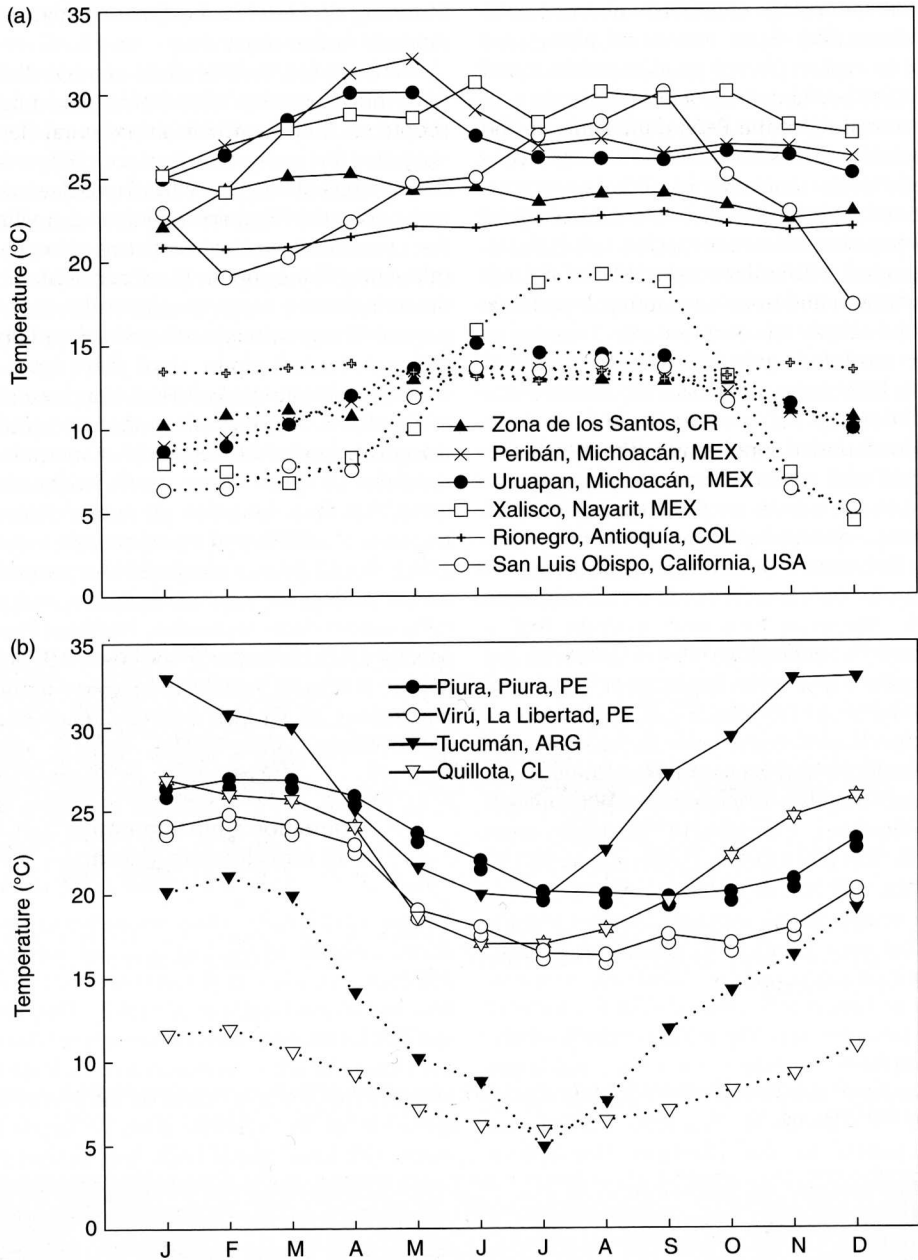 (a)
35
30
25
20
15
10
5
0
Temperature (°C)
Zona de los Santos, CR
Peribán, Michoacán, MEX
Uruapan, Michoacán, MEX
Xalisco, Nayarit, MEX
Rionegro, Antioquía, COL
San Luis Obispo, California, USA
(b)
35
30
25
20
15
10
5
0
Temperature (°C)
Piura, Piura, PE
Virú, La Libertad, PE
Tucumán, ARG
Quillota, CL
J F M A M J J A S O N D